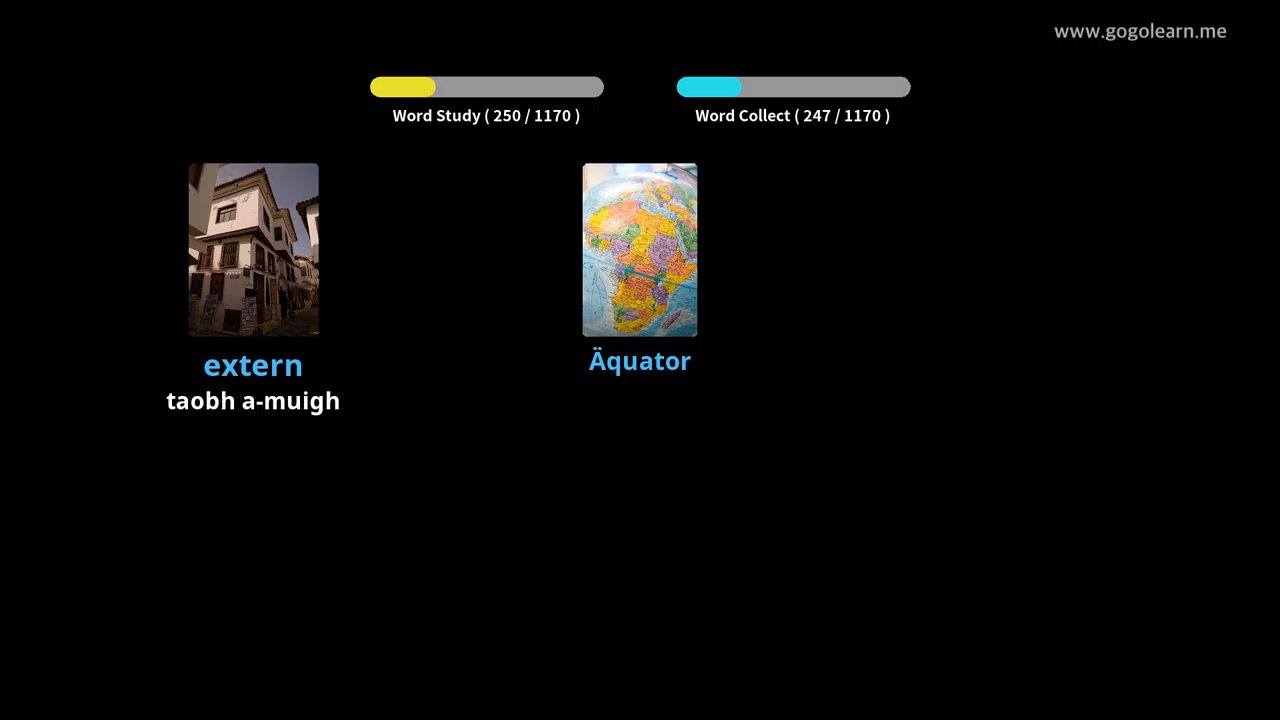 www.gogolearn.me
Word Study ( 250 / 1170 )
Word Collect ( 247 / 1170 )
extern
taobh a-muigh
Äquator